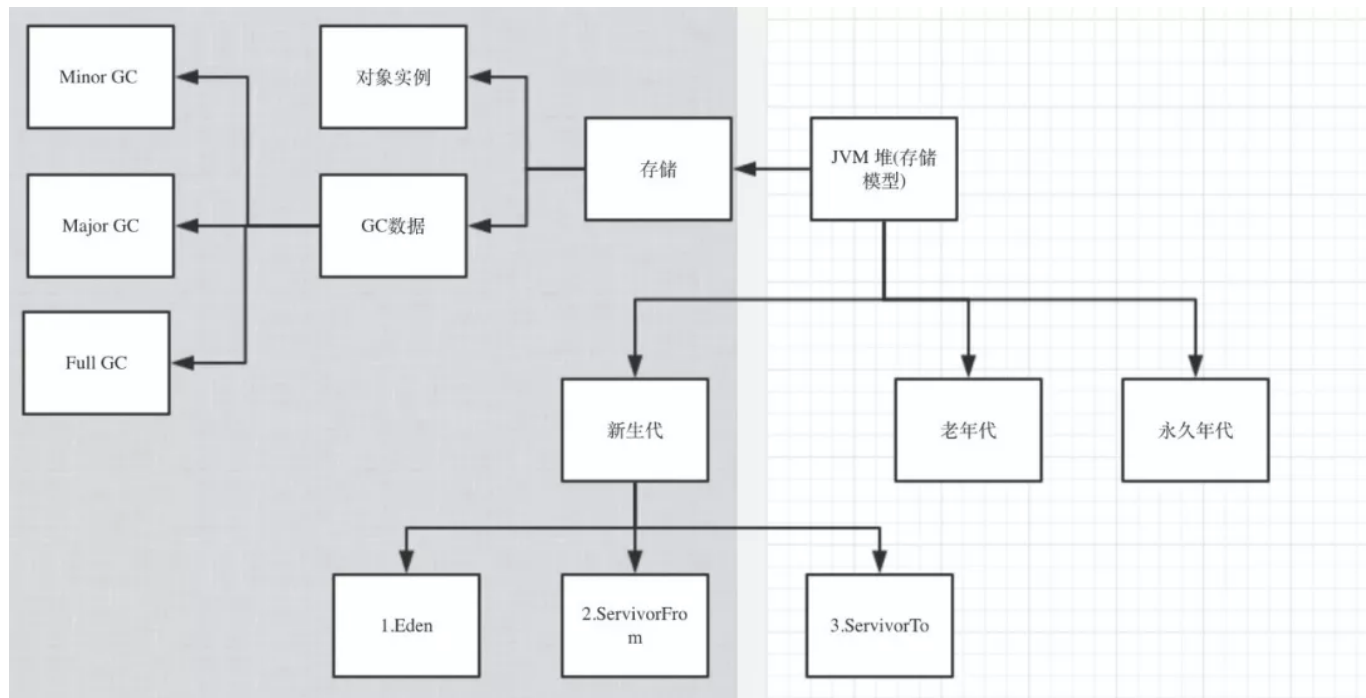 Minor GC
对象实例
存储
JVM 堆(存储
模型)
Major GC
GC数据
Full GC
新生代
老年代
永久年代
1.Eden
2.ServivorFro
m
3.ServivorTo